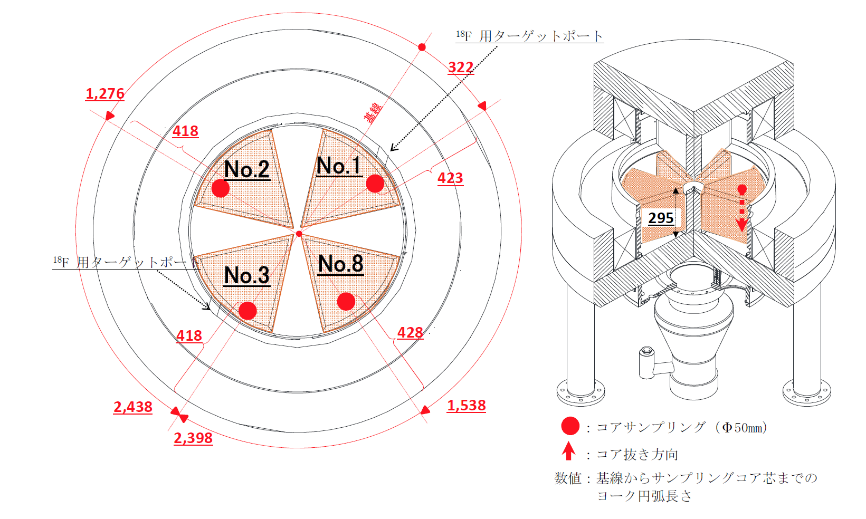 ¹⁸F 用ターゲットポート
322
1,276
基線
418
No.2
No.1
423
295
¹⁸F 用ターゲットポート
No.3
No.8
418
428
2,438
1,538
2,398
：コアサンプリング（Φ50mm）
：コア抜き方向
数値：基線からサンプリングコア芯までの
ヨーク円弧長さ